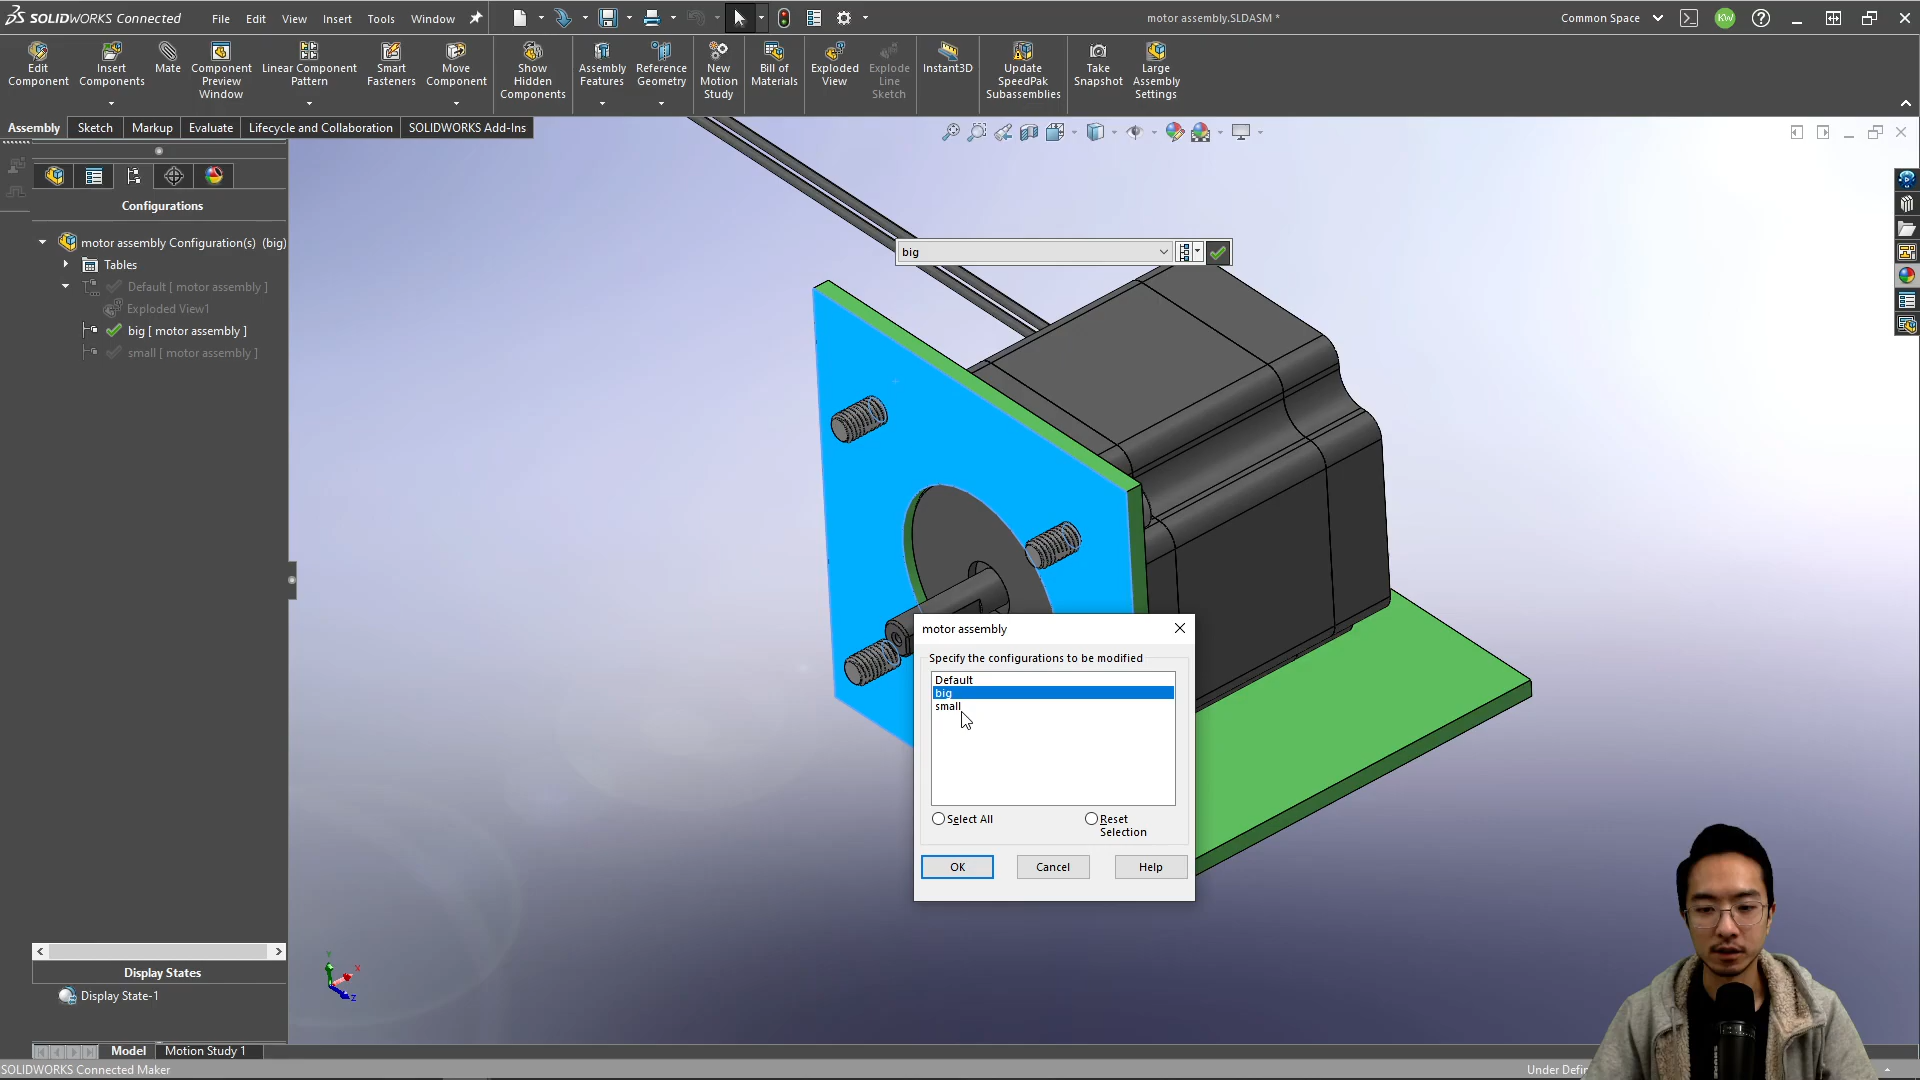 SOLIDWORKS Connected
File Edit View Insert Tools Window
motor assembly.SLDASM *
Common Space
KW
Edit Component
Insert Components
Mate
Component Preview Window
Linear Component Pattern
Smart Fasteners
Move Component
Show Hidden Components
Assembly Features
Reference Geometry
New Motion Study
Bill of Materials
Exploded View
Explode Line Sketch
Instant3D
Update SpeedPak Subassemblies
Take Snapshot
Large Assembly Settings
Assembly Sketch Markup Evaluate Lifecycle and Collaboration SOLIDWORKS Add-Ins
Configurations
motor assembly Configuration(s) (big)
Tables
Default [ motor assembly ]
Exploded View1
big [ motor assembly ]
small [ motor assembly ]
big
motor assembly
Specify the configurations to be modified
Default
big
small
Select All
Reset Selection
OK Cancel Help
Display States
Display State-1
Y
X
Z
Model Motion Study 1
SOLIDWORKS Connected Maker
Under Defin